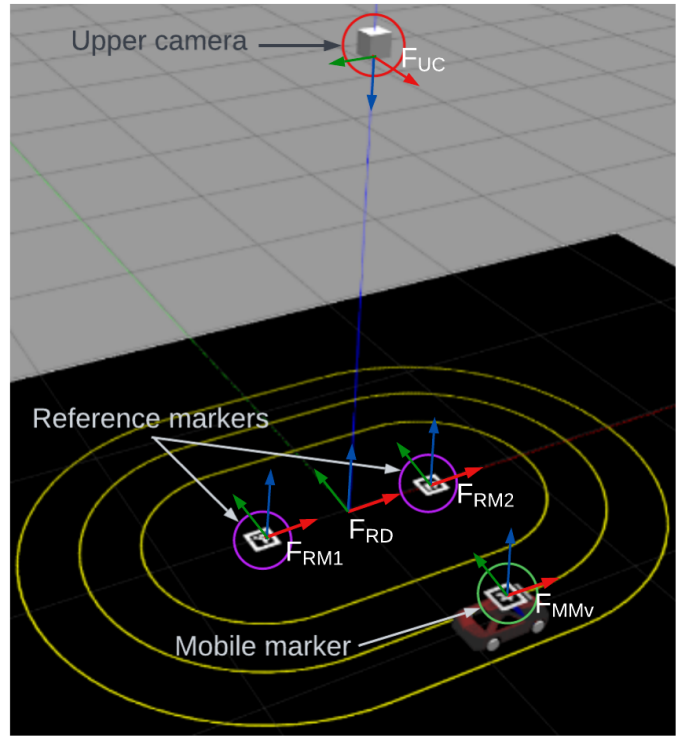 Upper camera
F_UC
Reference markers
F_RM2
F_RD
F_RM1
F_MMv
Mobile marker